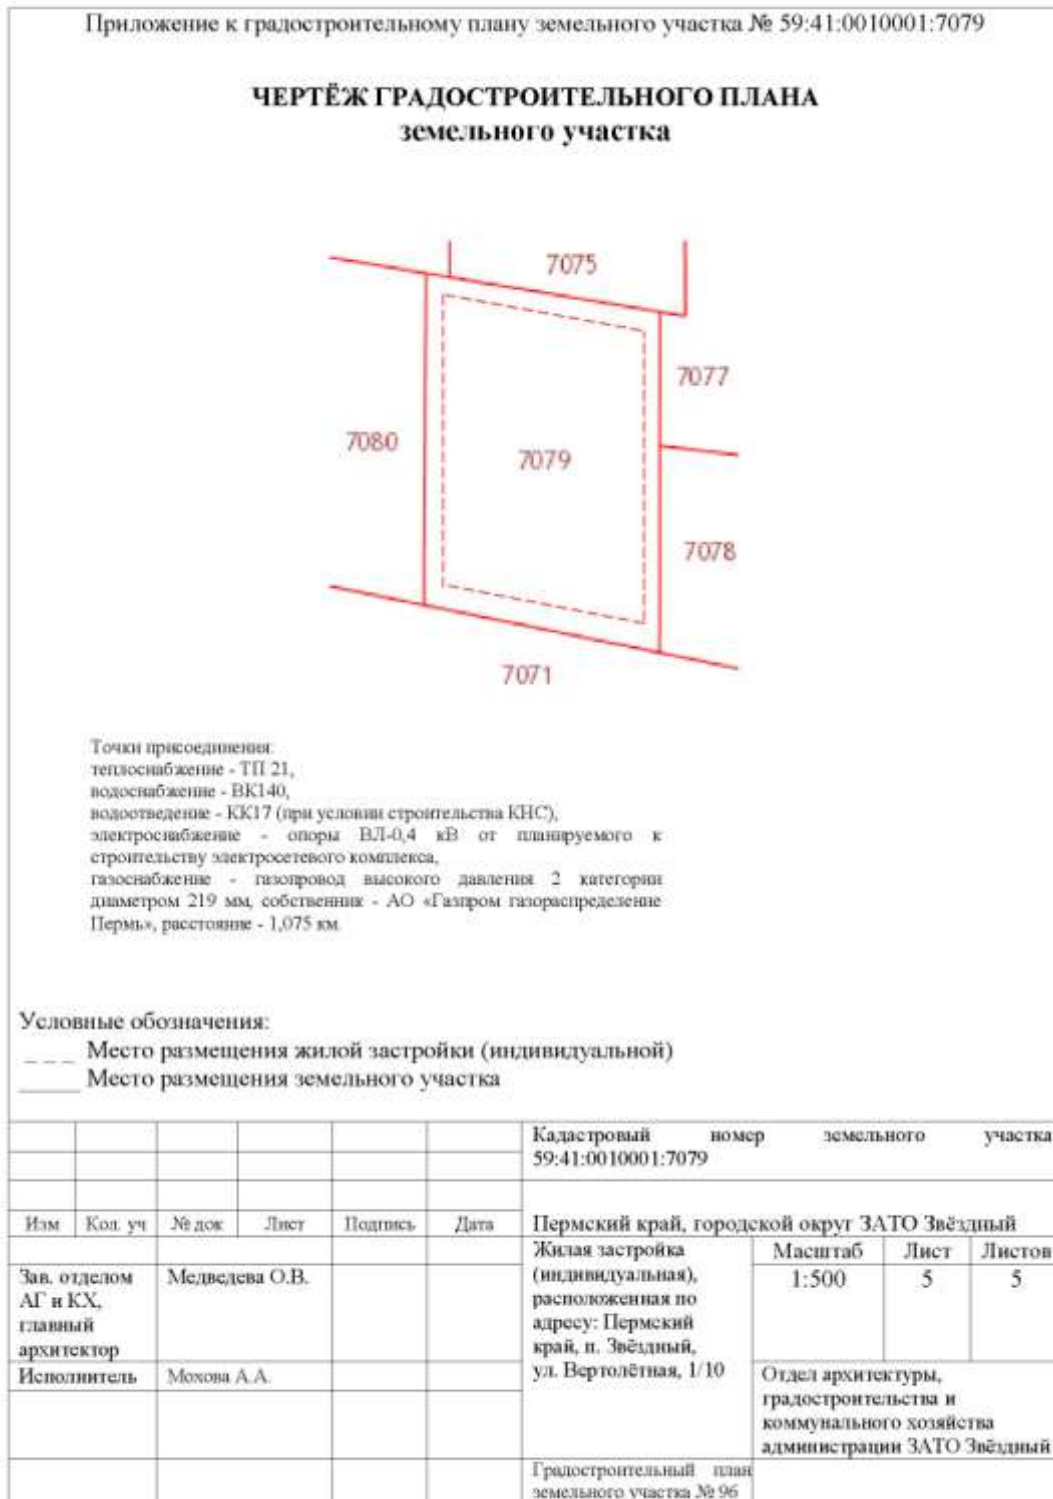 Приложение к градостроительному плану земельного участка № 59:41:0010001:7079
ЧЕРТЁЖ ГРАДОСТРОИТЕЛЬНОГО ПЛАНА
земельного участка
7075
7077
7080
7079
7078
7071
Точки присоединения:
теплоснабжение - ТП 21,
водоснабжение - ВК140,
водоотведение - КК17 (при условии строительства КНС),
электроснабжение - опоры ВЛ-0,4 кВ от планируемого к
строительству электросетевого комплекса,
газоснабжение - газопровод высокого давления 2 категории
диаметром 219 мм, собственник - АО «Газпром газораспределение
Пермь», расстояние - 1,075 км.
Условные обозначения:
_ _ _ Место размещения жилой застройки (индивидуальной)
_____ Место размещения земельного участка
Кадастровый номер земельного участка
59:41:0010001:7079
Изм Кол. уч № док Лист Подпись Дата
Пермский край, городской округ ЗАТО Звёздный
Зав. отделом
АГ и КХ,
главный
архитектор
Медведева О.В.
Исполнитель
Мохова А.А.
Жилая застройка
(индивидуальная),
расположенная по
адресу: Пермский
край, п. Звёздный,
ул. Вертолётная, 1/10
Масштаб Лист Листов
1:500 5 5
Отдел архитектуры,
градостроительства и
коммунального хозяйства
администрации ЗАТО Звёздный
Градостроительный план
земельного участка № 96